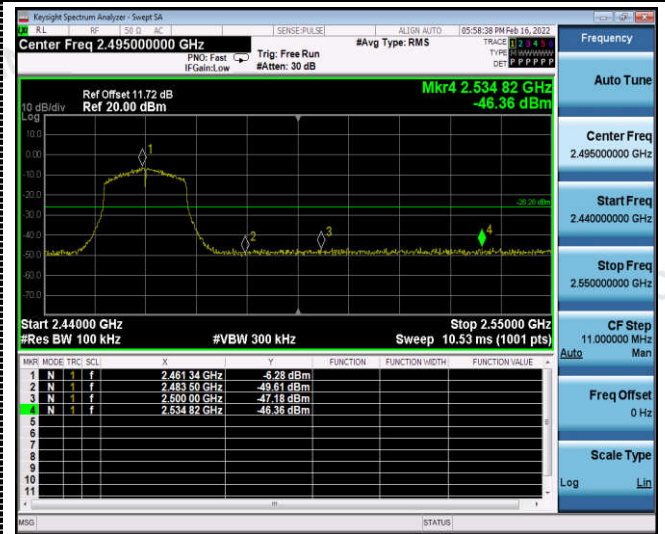 Keysight Spectrum Analyzer - Swept SA
RL RF 50 Ω AC SENSE:PULSE ALIGN AUTO 05:58:38 PM Feb 16, 2022
Center Freq 2.495000000 GHz #Avg Type: RMS TRACE 1 2 3 4 5 6
PNO: Fast Trig: Free Run TYPE M WWWWW
IFGain:Low #Atten: 30 dB DET P P P P P P
Frequency
Auto Tune
Center Freq
2.495000000 GHz
Start Freq
2.440000000 GHz
Stop Freq
2.550000000 GHz
CF Step
11.000000 MHz
Auto Man
Freq Offset
0 Hz
Scale Type
Log Lin
Ref Offset 11.72 dB Mkr4 2.534 82 GHz
10 dB/div Ref 20.00 dBm -46.36 dBm
Log
10.0
0.00
-10.0
-20.0
-30.0
-40.0
-50.0
-60.0
-70.0
1
2
3
4
Start 2.44000 GHz Stop 2.55000 GHz
#Res BW 100 kHz #VBW 300 kHz Sweep 10.53 ms (1001 pts)
MKR MODE TRC SCL X Y FUNCTION FUNCTION WIDTH FUNCTION VALUE
1 N 1 f 2.461 34 GHz -6.28 dBm
2 N 1 f 2.483 50 GHz -49.61 dBm
3 N 1 f 2.500 00 GHz -47.18 dBm
4 N 1 f 2.534 82 GHz -46.36 dBm
5
6
7
8
9
10
11
MSG STATUS